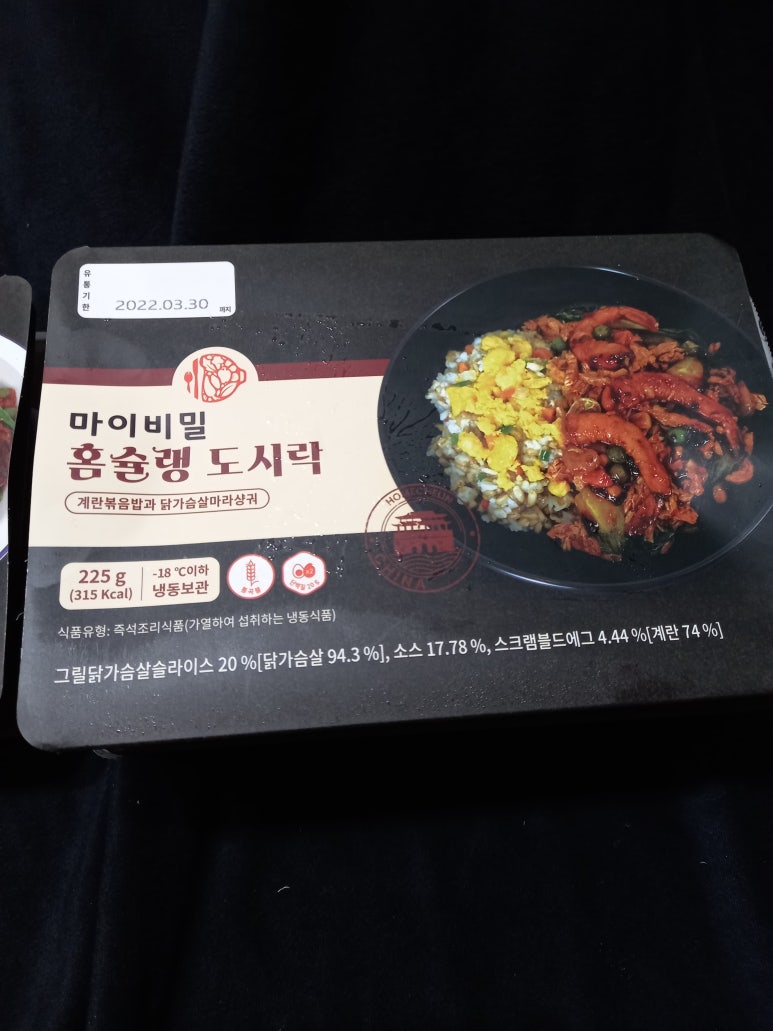 유통기한
2022.03.30 까지
마이비밀
홈슐랭 도시락
계란볶음밥과 닭가슴살마라샹궈
HOMECHELIN
CHINA
225 g
(315 Kcal)
-18 ℃이하
냉동보관
식품유형: 즉석조리식품(가열하여 섭취하는 냉동식품)
그릴닭가슴살슬라이스 20 %[닭가슴살 94.3 %], 소스 17.78 %, 스크램블드에그 4.44 %[계란 74 %]